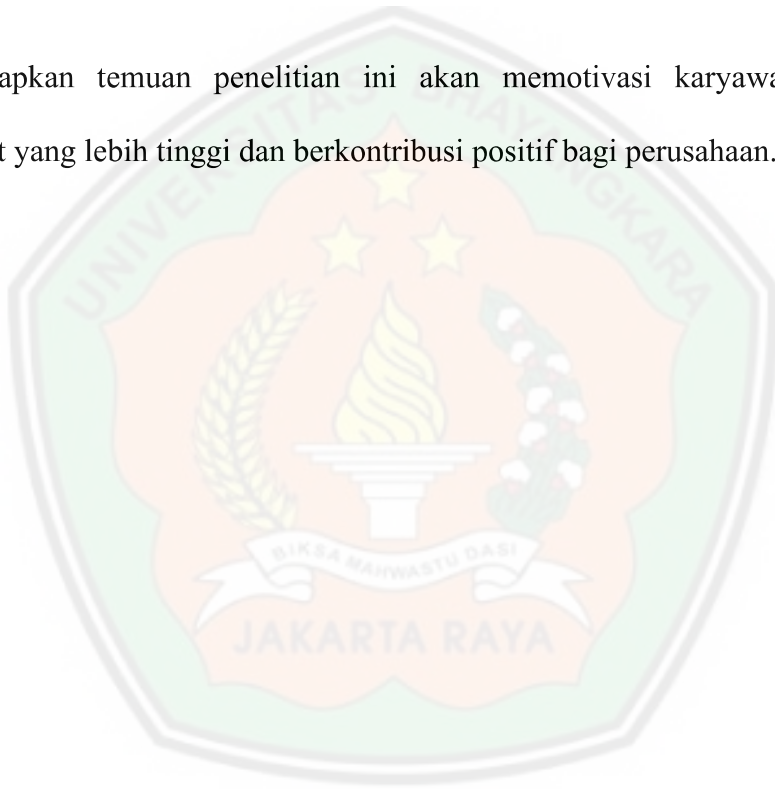 apkan temuan penelitian ini akan memotivasi karyawa
t yang lebih tinggi dan berkontribusi positif bagi perusahaan.
UNIVERSITAS BHAYANGKARA
BIKSA MAHWASTU DASI
JAKARTA RAYA